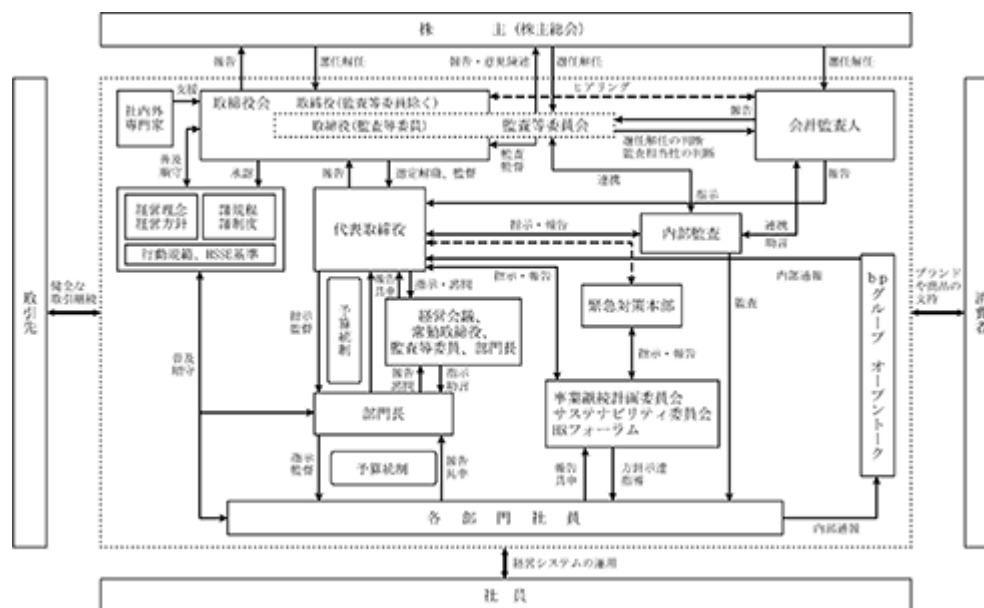 株　主（株主総会）
報告
選任解任
報告・意見陳述
選任解任
選任解任
社内外
専門家
支援
取締役会
取締役（監査等委員除く）
取締役（監査等委員）
監査等委員会
ヒアリング
報告
選任解任の判断
監査相当性の判断
会計監査人
普及
順守
承認
報告
選定解職、監督
監査
監督
連携
指示
報告
経営理念
経営方針
諸規程
諸制度
行動規範、HSSE基準
代表取締役
指示・報告
内部監査
連携
助言
取引先
健全な
取引継続
指示
監督
予算統制
報告
具申
指示・諮問
指示・報告
内部通報
緊急対策本部
監査
bpグループ オープントーク
ブランド
や商品の
支持
消費者
経営会議、
常勤取締役、
監査等委員、部門長
報告
諮問
指示
助言
指示・報告
普及
順守
部門長
事業継続計画委員会
サステナビリティ委員会
HRフォーラム
指示
監督
予算統制
報告
具申
報告
具申
方針示達
指導
各部門社員
内部通報
経営システムの運用
社員